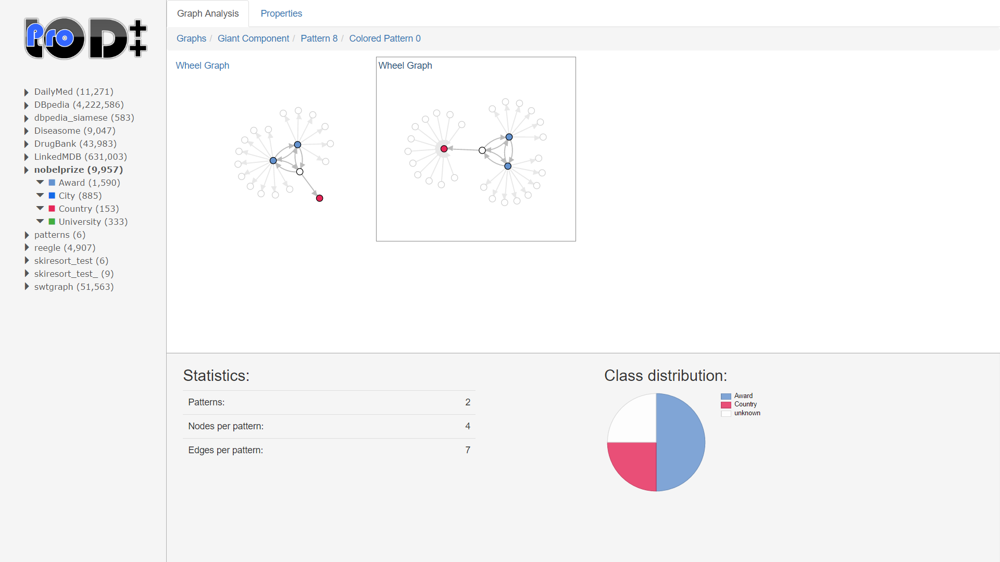 Pro LOD++
DailyMed (11,271)
DBpedia (4,222,586)
dbpedia_siamese (583)
Diseasome (9,047)
DrugBank (43,983)
LinkedMDB (631,003)
nobelprize (9,957)
Award (1,590)
City (885)
Country (153)
University (333)
patterns (6)
reegle (4,907)
skiresort_test (6)
skiresort_test_ (9)
swtgraph (51,563)
Graph Analysis Properties
Graphs / Giant Component / Pattern 8 / Colored Pattern 0
Wheel Graph
Wheel Graph
Statistics:
Patterns: 2
Nodes per pattern: 4
Edges per pattern: 7
Class distribution:
Award
Country
unknown